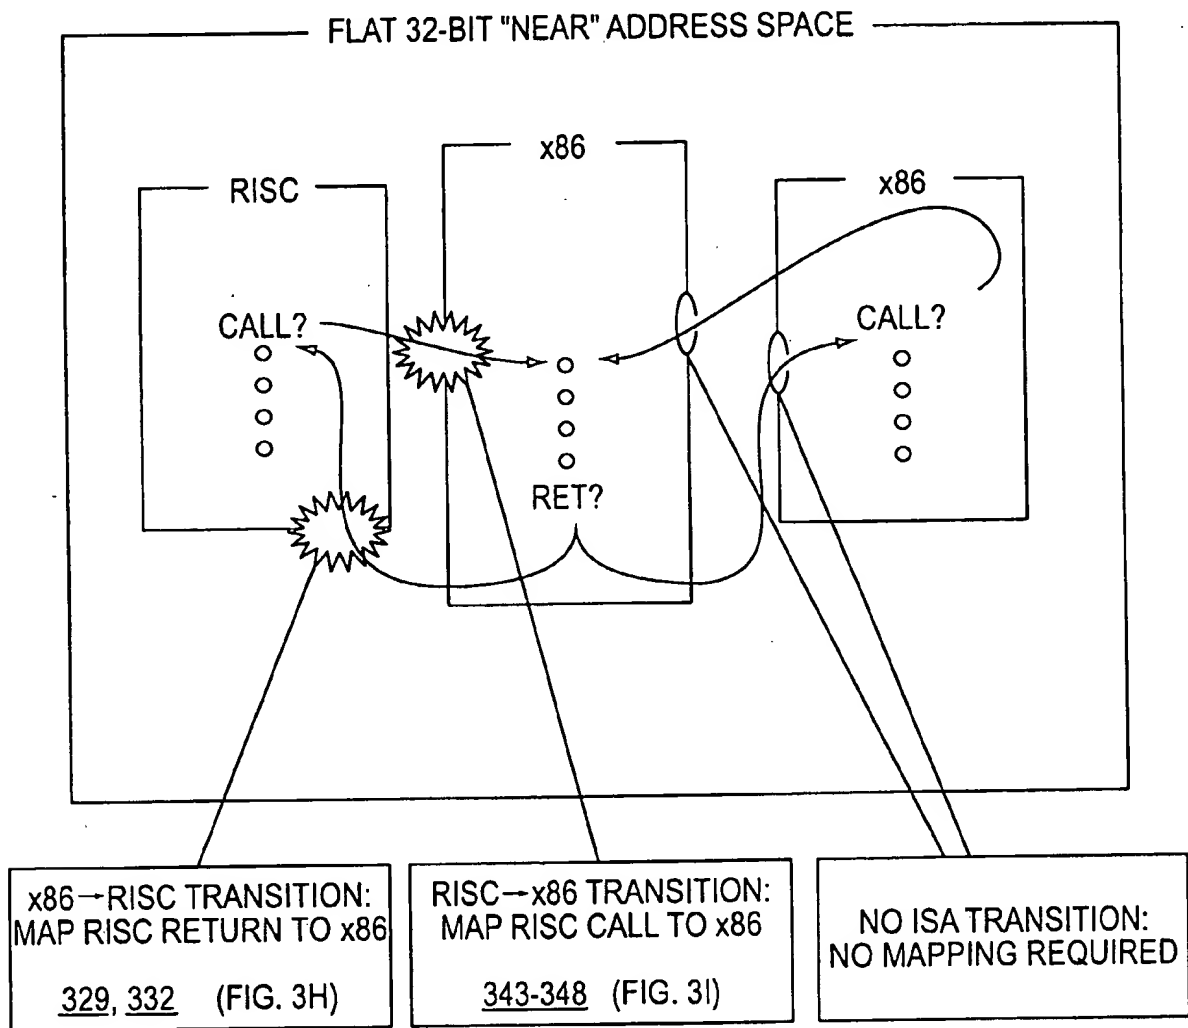 FLAT 32-BIT "NEAR" ADDRESS SPACE
x86
RISC
x86
CALL?
CALL?
RET?
x86→RISC TRANSITION:
MAP RISC RETURN TO x86
329, 332 (FIG. 3H)
RISC→x86 TRANSITION:
MAP RISC CALL TO x86
343-348 (FIG. 3I)
NO ISA TRANSITION:
NO MAPPING REQUIRED